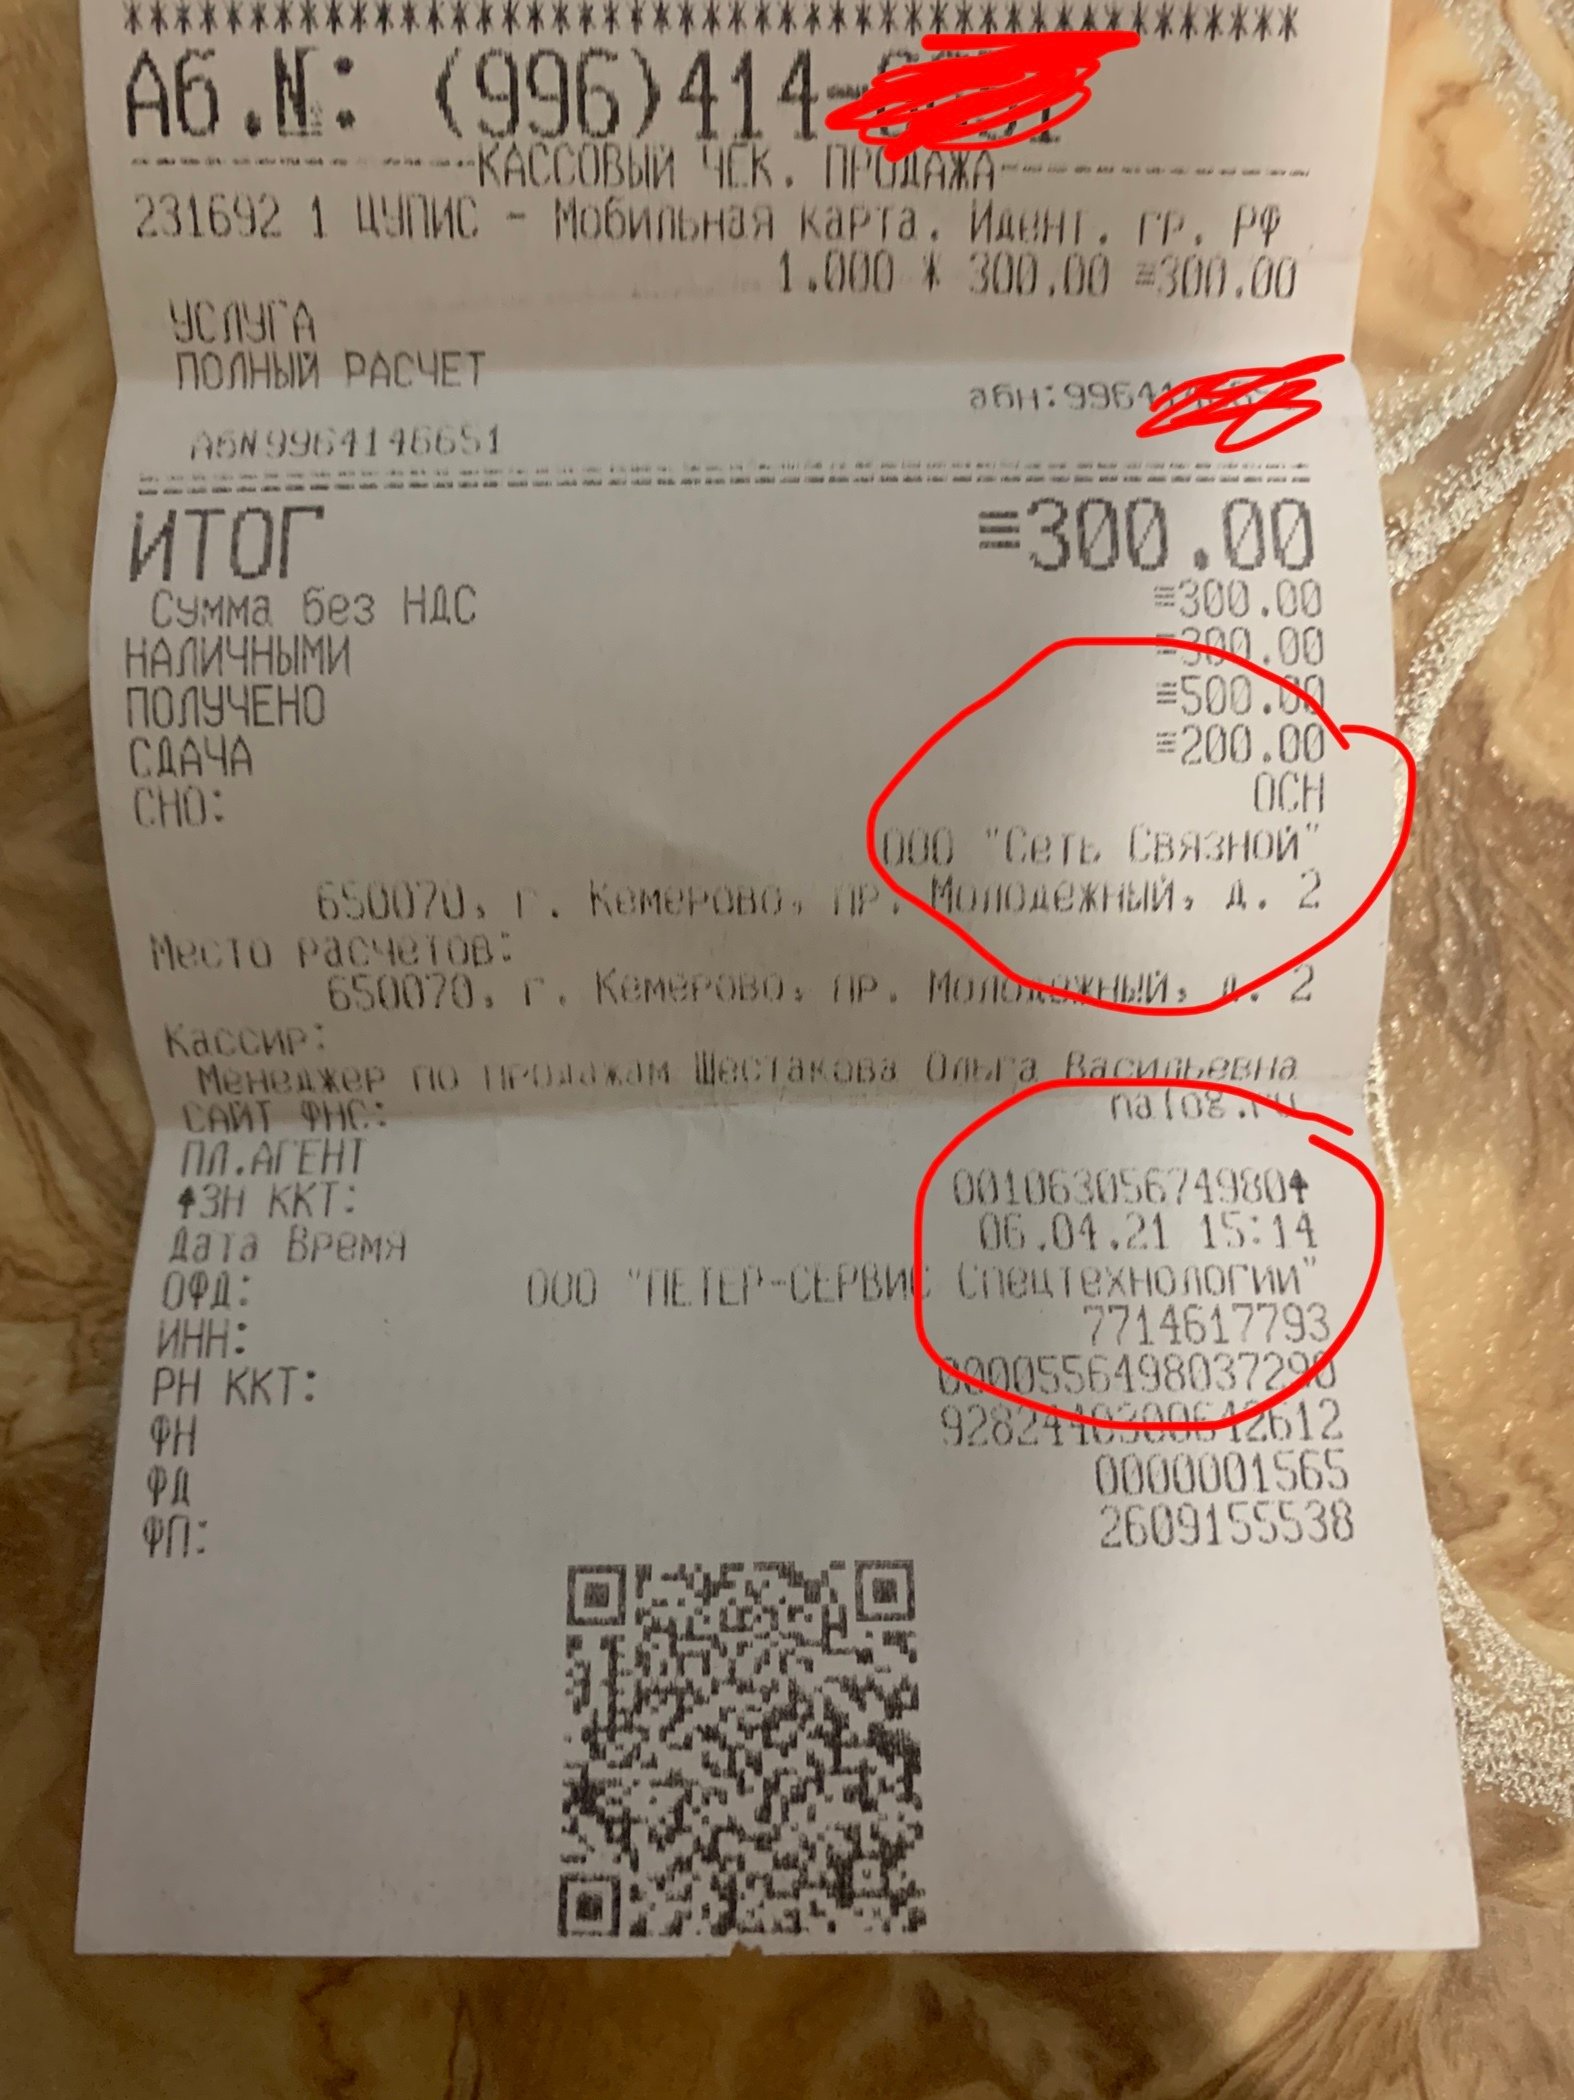 ************************************
Аб.№: (996)414-
КАССОВЫЙ ЧЕК. ПРОДАЖА
231692 1 ЦУПИС - Мобильная карта. Идент. гр. РФ
1.000 * 300.00 ≡300.00
УСЛУГА
ПОЛНЫЙ РАСЧЕТ
абн:9964
АбN9964146651
ИТОГ ≡300.00
Сумма без НДС ≡300.00
НАЛИЧНЫМИ ≡300.00
ПОЛУЧЕНО ≡500.00
СДАЧА ≡200.00
СНО: ОСН
ООО "Сеть Связной"
650070, г. Кемерово, пр. Молодежный, д. 2
Место расчетов:
650070, г. Кемерово, пр. Молодежный, д. 2
Кассир:
Менеджер по продажам Шестакова Ольга Васильевна
САЙТ ФНС: nalog.ru
ПЛ.АГЕНТ
↑ЗН ККТ: 00106305674980↑
Дата Время 06.04.21 15:14
ОФД: ООО "ПЕТЕР-СЕРВИС Спецтехнологии"
ИНН: 7714617793
РН ККТ: 0000556498037290
ФН 9282440300642612
ФД 0000001565
ФП: 2609155538